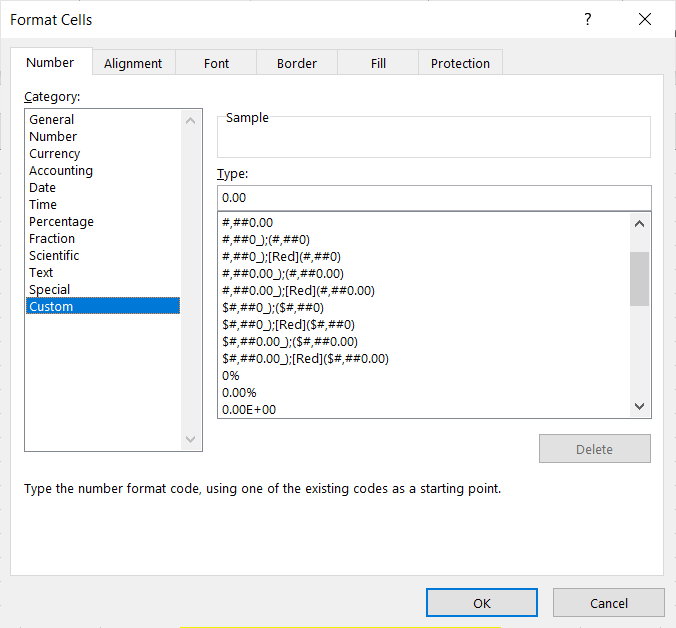 Format Cells
?
Number
Alignment
Font
Border
Fill
Protection
Category:
General
Number
Currency
Accounting
Date
Time
Percentage
Fraction
Scientific
Text
Special
Custom
Sample
Type:
0.00
#,##0.00
#,##0_);(#,##0)
#,##0_);[Red](#,##0)
#,##0.00_);(#,##0.00)
#,##0.00_);[Red](#,##0.00)
$#,##0_);($#,##0)
$#,##0_);[Red]($#,##0)
$#,##0.00_);($#,##0.00)
$#,##0.00_);[Red]($#,##0.00)
0%
0.00%
0.00E+00
Delete
Type the number format code, using one of the existing codes as a starting point.
OK
Cancel